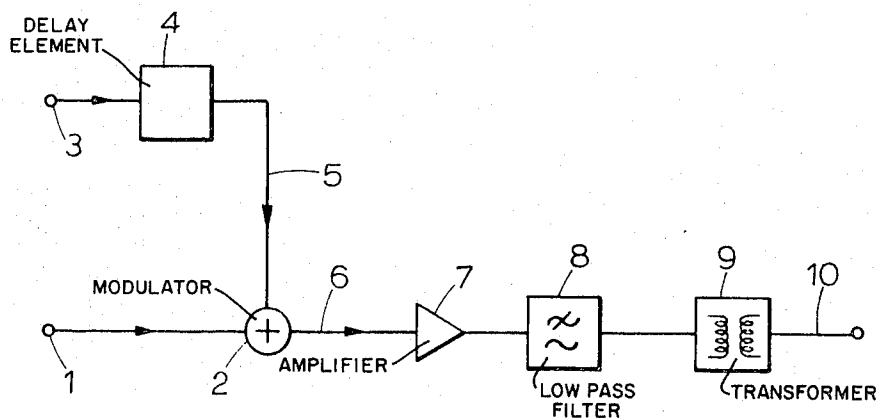 DELAY
ELEMENT
4
3
5
MODULATOR
6
7
8
9
10
1
2
AMPLIFIER
LOW PASS
FILTER
TRANSFORMER